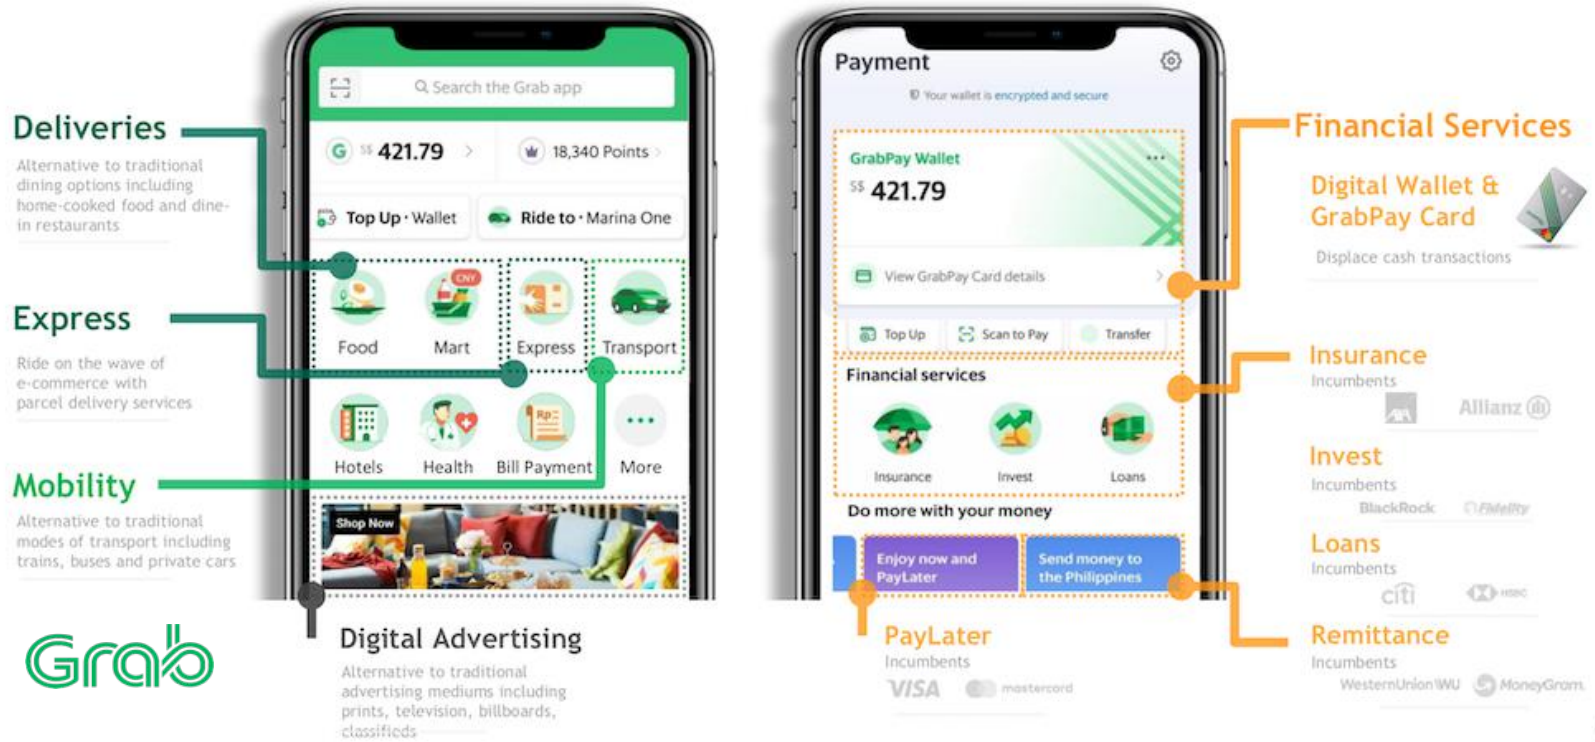 Search the Grab app
S$ 421.79
18,340 Points
Top Up · Wallet
Ride to · Marina One
CNY
Food
Mart
Express
Transport
Rp
Hotels
Health
Bill Payment
More
Shop Now
Deliveries
Alternative to traditional
dining options including
home-cooked food and dine-
in restaurants
Express
Ride on the wave of
e-commerce with
parcel delivery services
Mobility
Alternative to traditional
modes of transport including
trains, buses and private cars
Grab
Digital Advertising
Alternative to traditional
advertising mediums including
prints, television, billboards,
classifieds
Payment
Your wallet is encrypted and secure
GrabPay Wallet
S$ 421.79
View GrabPay Card details
Top Up
Scan to Pay
Transfer
Financial services
Insurance
Invest
Loans
Do more with your money
Enjoy now and
PayLater
Send money to
the Philippines
PayLater
Incumbents
VISA
mastercard
Financial Services
Digital Wallet &
GrabPay Card
Displace cash transactions
Insurance
Incumbents
AXA
Allianz
Invest
Incumbents
BlackRock
Fidelity
Loans
Incumbents
citi
HSBC
Remittance
Incumbents
WesternUnion WU
MoneyGram